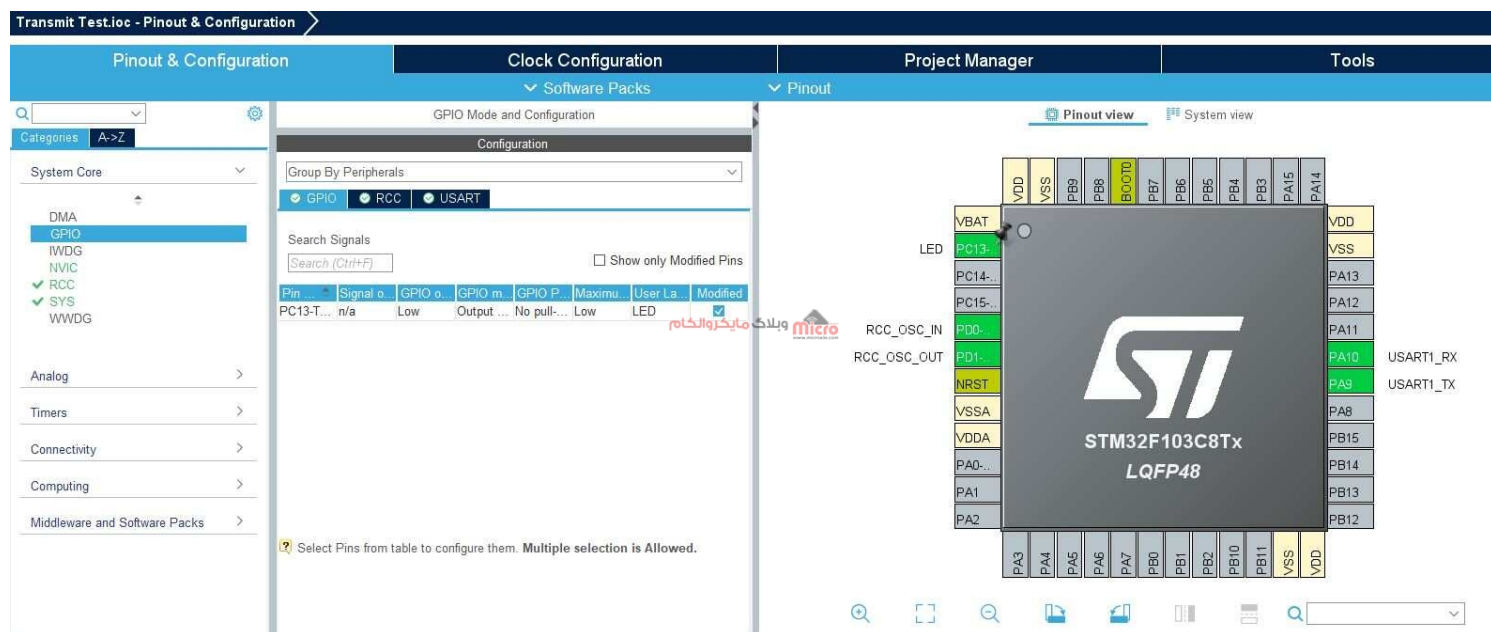 Transmit Test.ioc - Pinout & Configuration
Pinout & Configuration
Clock Configuration
Project Manager
Tools
Software Packs
Pinout
Categories
A->Z
System Core
DMA
GPIO
IWDG
NVIC
RCC
SYS
WWDG
Analog
Timers
Connectivity
Computing
Middleware and Software Packs
GPIO Mode and Configuration
Configuration
Group By Peripherals
GPIO
RCC
USART
Search Signals
Search (Ctrl+F)
Show only Modified Pins
Pin ... Signal o... GPIO o... GPIO m... GPIO P... Maximu... User La... Modified
PC13-T... n/a Low Output ... No pull-... Low LED
Select Pins from table to configure them. Multiple selection is Allowed.
وبلاگ مایکروالکام
micro
Pinout view
System view
VDD
VSS
PB9
PB8
BOOT0
PB7
PB6
PB5
PB4
PB3
PA15
PA14
VBAT
LED PC13-
PC14-..
PC15-..
RCC_OSC_IN PD0-
RCC_OSC_OUT PD1-
NRST
VSSA
VDDA
PA0-..
PA1
PA2
STM32F103C8Tx
LQFP48
VDD
VSS
PA13
PA12
PA11
PA10 USART1_RX
PA9 USART1_TX
PA8
PB15
PB14
PB13
PB12
PA3
PA4
PA5
PA6
PA7
PB0
PB1
PB2
PB10
PB11
VSS
VDD